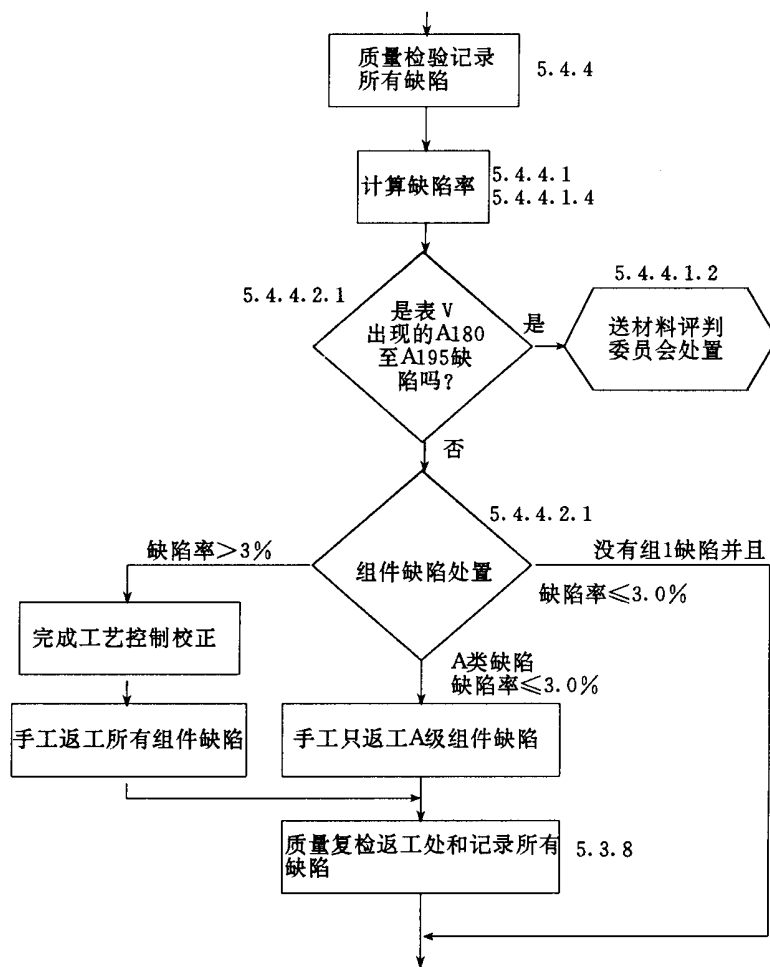 质量检验记录
所有缺陷
5.4.4
计算缺陷率
5.4.4.1
5.4.4.1.4
5.4.4.2.1
是表V
出现的A180
至A195缺
陷吗?
是
5.4.4.1.2
送材料评判
委员会处置
否
5.4.4.2.1
组件缺陷处置
缺陷率>3%
没有组1缺陷并且
缺陷率≤3.0%
完成工艺控制校正
A类缺陷
缺陷率≤3.0%
手工返工所有组件缺陷
手工只返工A级组件缺陷
质量复检返工处和记录所有
缺陷
5.3.8